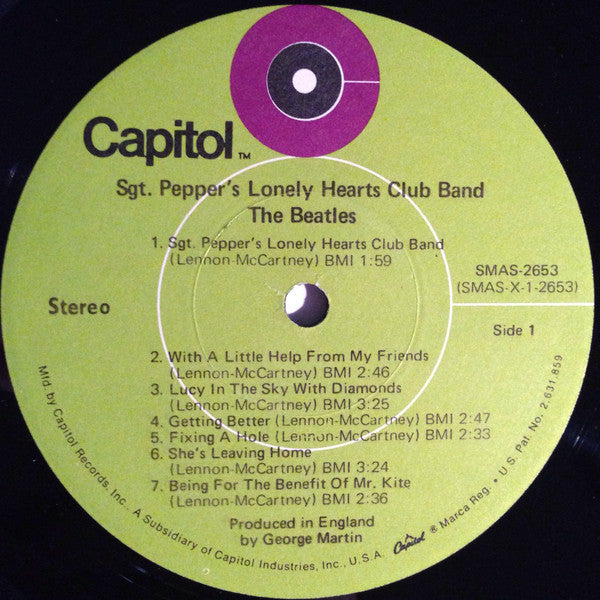 Capitol ™
Sgt. Pepper's Lonely Hearts Club Band
The Beatles
1. Sgt. Pepper's Lonely Hearts Club Band
(Lennon-McCartney) BMI 1:59
SMAS-2653
(SMAS-X-1-2653)
Stereo
Side 1
2. With A Little Help From My Friends
(Lennon-McCartney) BMI 2:46
3. Lucy In The Sky With Diamonds
(Lennon-McCartney) BMI 3:25
4. Getting Better (Lennon-McCartney) BMI 2:47
5. Fixing A Hole (Lennon-McCartney) BMI 2:33
6. She's Leaving Home
(Lennon-McCartney) BMI 3:24
7. Being For The Benefit Of Mr. Kite
(Lennon-McCartney) BMI 2:36
Produced in England
by George Martin
Mfd. by Capitol Records, Inc. A Subsidiary of Capitol Industries, Inc., U.S.A. Capitol ® Marca Reg. • U.S. Pat. No. 2,631,859